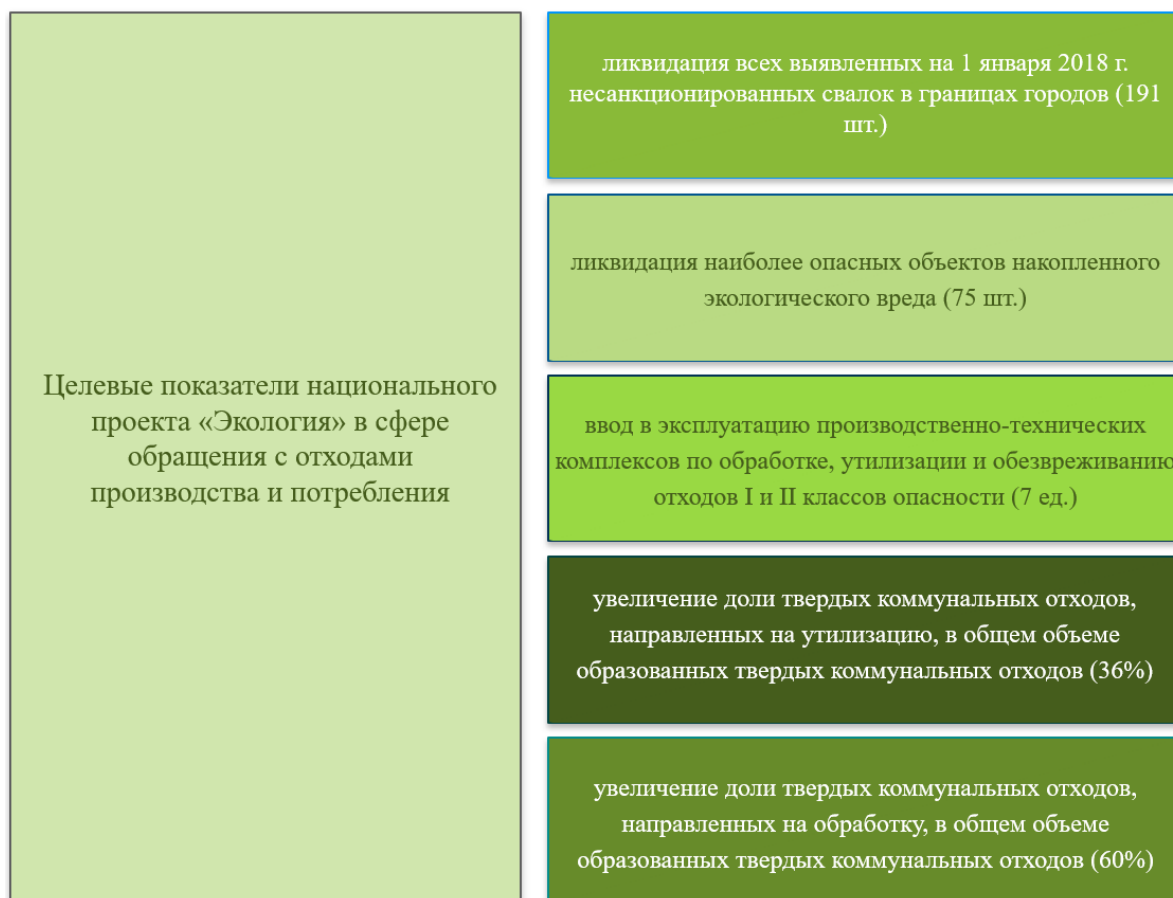 Целевые показатели национального
проекта «Экология» в сфере
обращения с отходами
производства и потребления
ликвидация всех выявленных на 1 января 2018 г.
несанкционированных свалок в границах городов (191
шт.)
ликвидация наиболее опасных объектов накопленного
экологического вреда (75 шт.)
ввод в эксплуатацию производственно-технических
комплексов по обработке, утилизации и обезвреживанию
отходов I и II классов опасности (7 ед.)
увеличение доли твердых коммунальных отходов,
направленных на утилизацию, в общем объеме
образованных твердых коммунальных отходов (36%)
увеличение доли твердых коммунальных отходов,
направленных на обработку, в общем объеме
образованных твердых коммунальных отходов (60%)